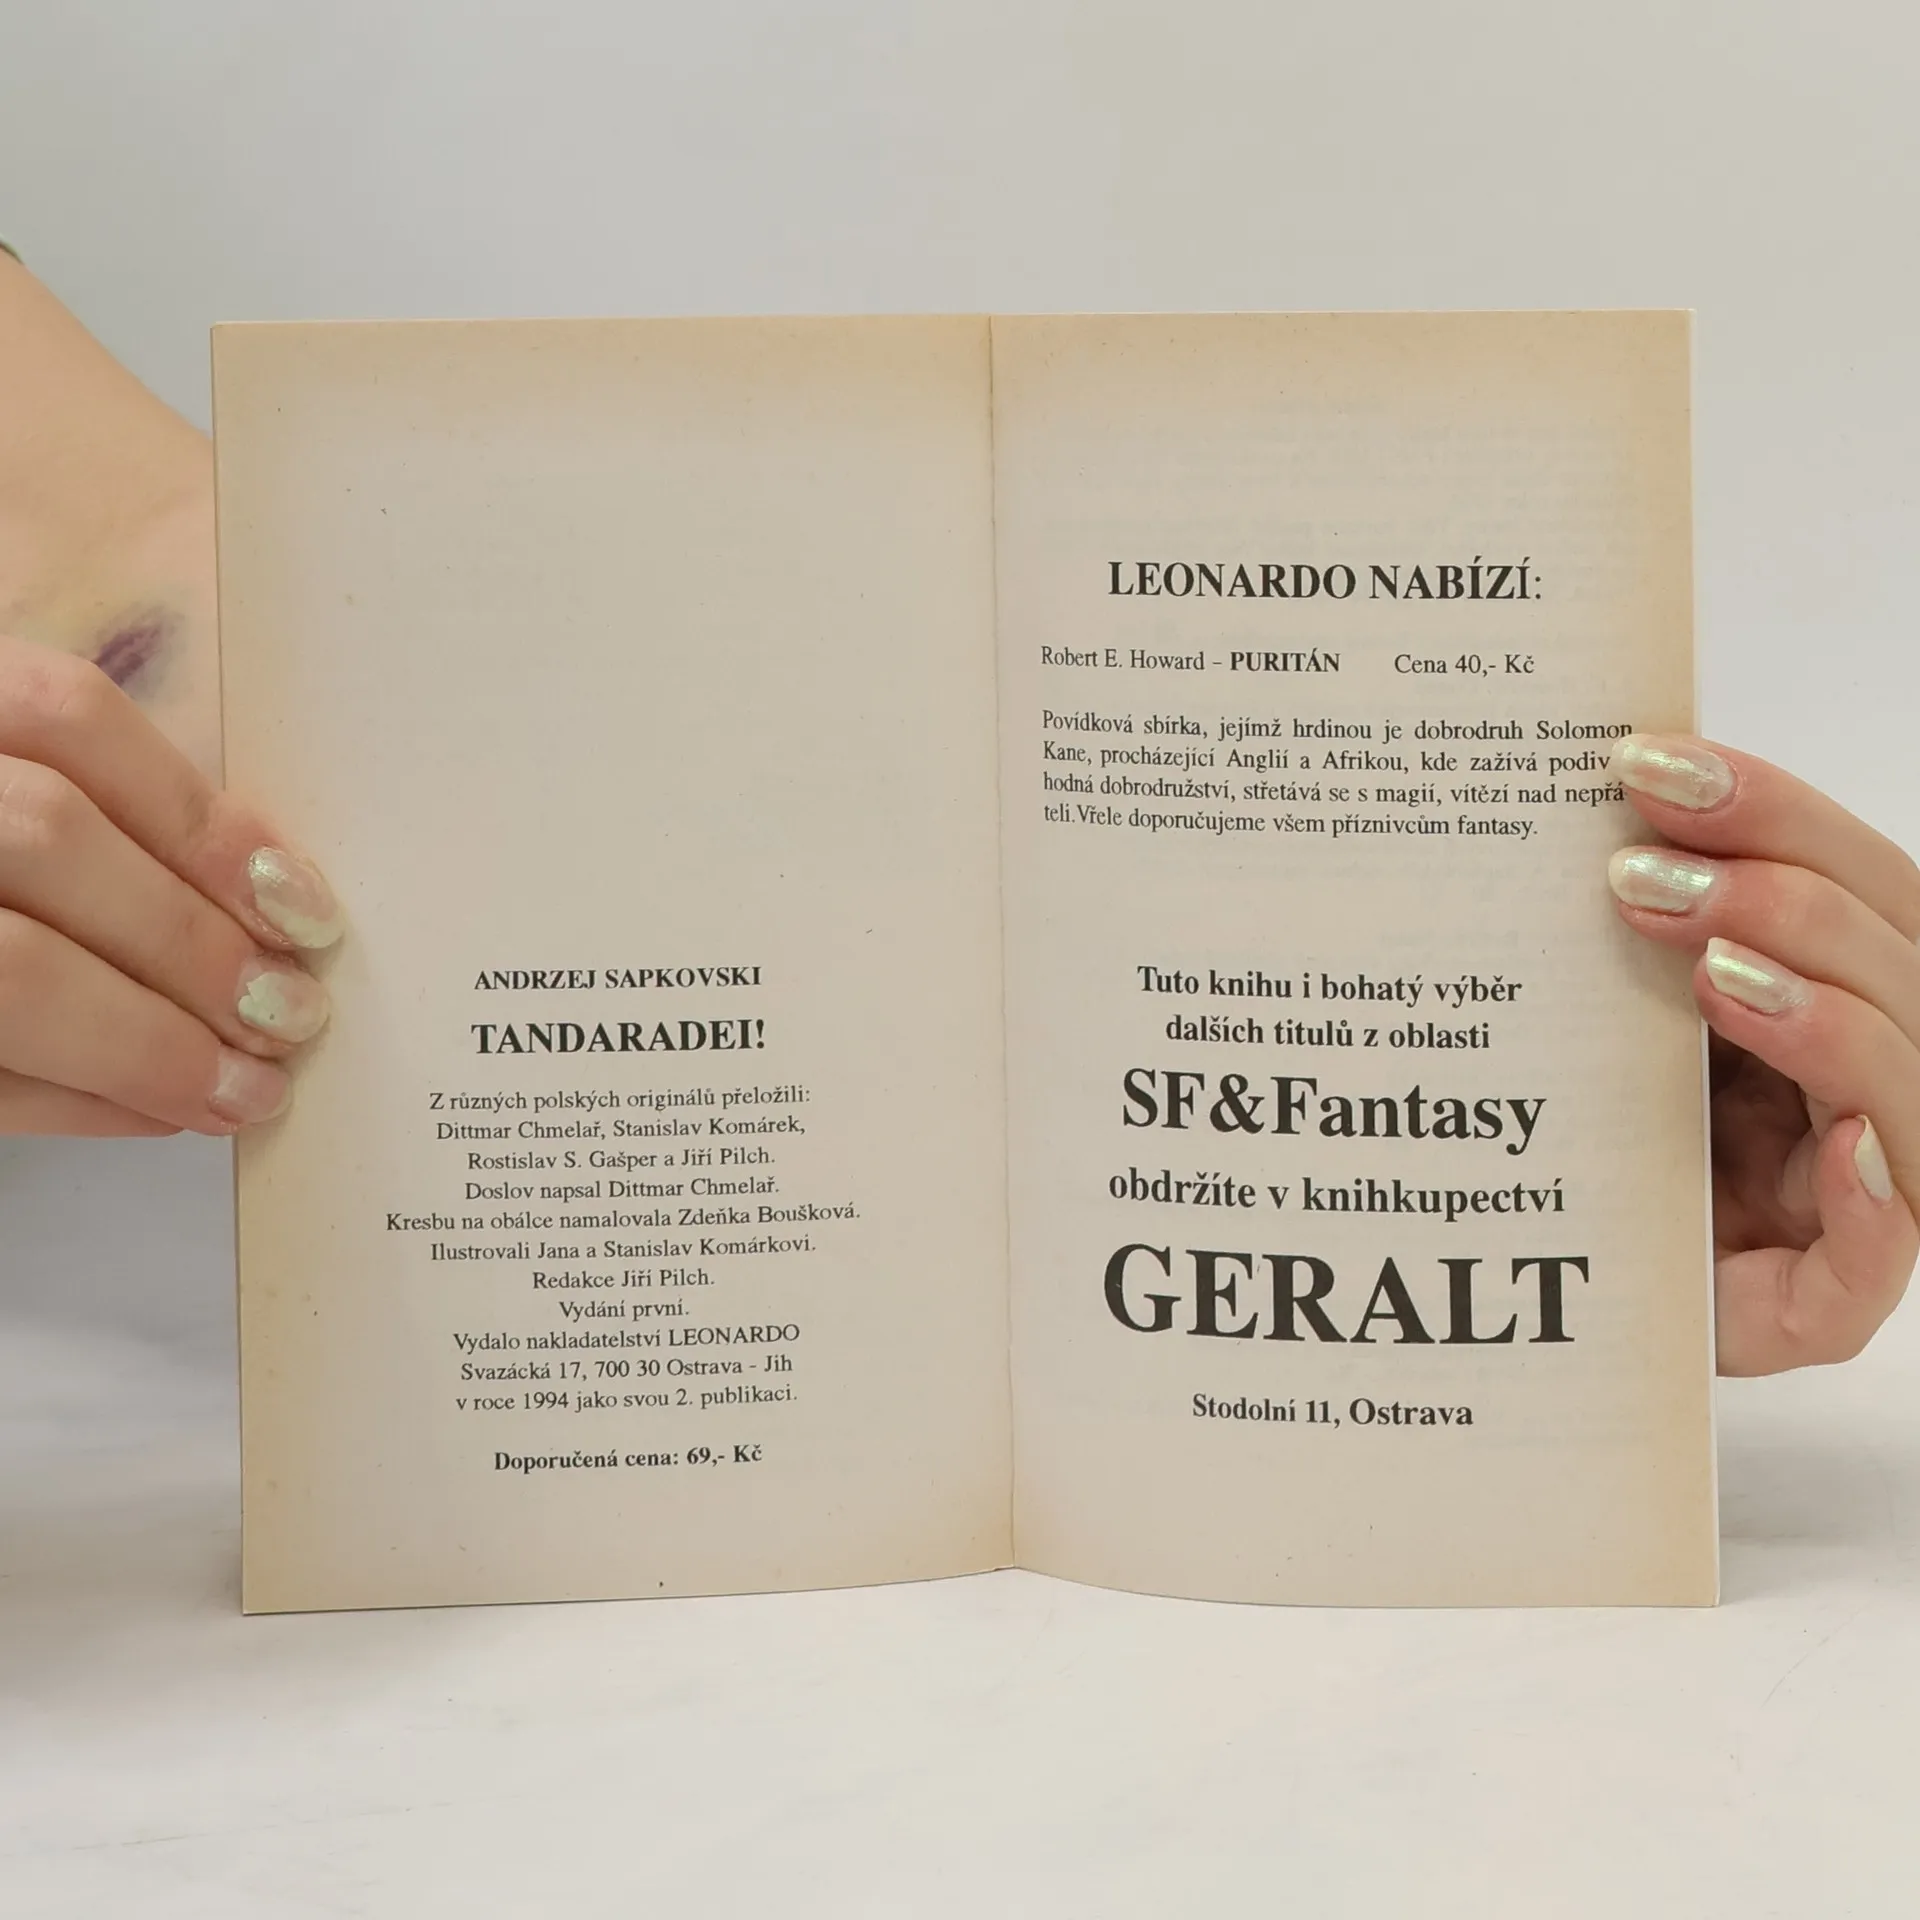 ANDRZEJ SAPKOVSKI
TANDARADEI!
Z různých polských originálů přeložili:
Dittmar Chmelař, Stanislav Komárek,
Rostislav S. Gašper a Jiří Pilch.
Doslov napsal Dittmar Chmelař.
Kresbu na obálce namalovala Zdeňka Boušková.
Ilustrovali Jana a Stanislav Komárkovi.
Redakce Jiří Pilch.
Vydání první.
Vydalo nakladatelství LEONARDO
Svazácká 17, 700 30 Ostrava - Jih
v roce 1994 jako svou 2. publikaci.
Doporučená cena: 69,- Kč
LEONARDO NABÍZÍ:
Robert E. Howard – PURITÁN Cena 40,- Kč
Povídková sbírka, jejímž hrdinou je dobrodruh Solomon
Kane, procházející Anglií a Afrikou, kde zažívá podiv
hodná dobrodružství, střetává se s magií, vítězí nad nepřá-
teli.Vřele doporučujeme všem příznivcům fantasy.
Tuto knihu i bohatý výběr
dalších titulů z oblasti
SF&Fantasy
obdržíte v knihkupectví
GERALT
Stodolní 11, Ostrava